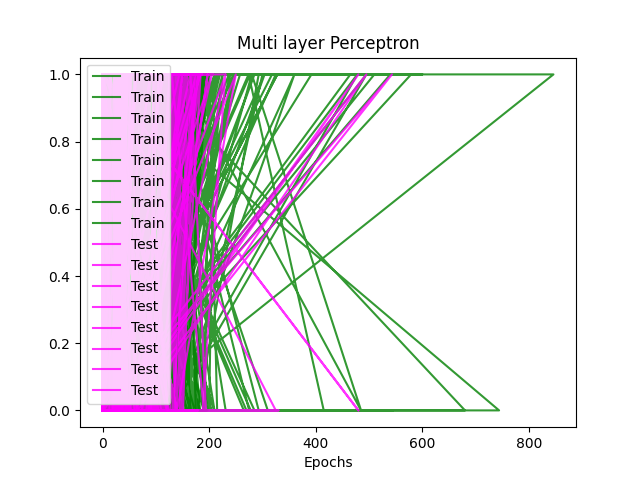 Multi layer Perceptron
1.0
0.8
0.6
0.4
0.2
0.0
Train
Train
Train
Train
Train
Train
Train
Train
Test
Test
Test
Test
Test
Test
Test
Test
0 200 400 600 800
Epochs